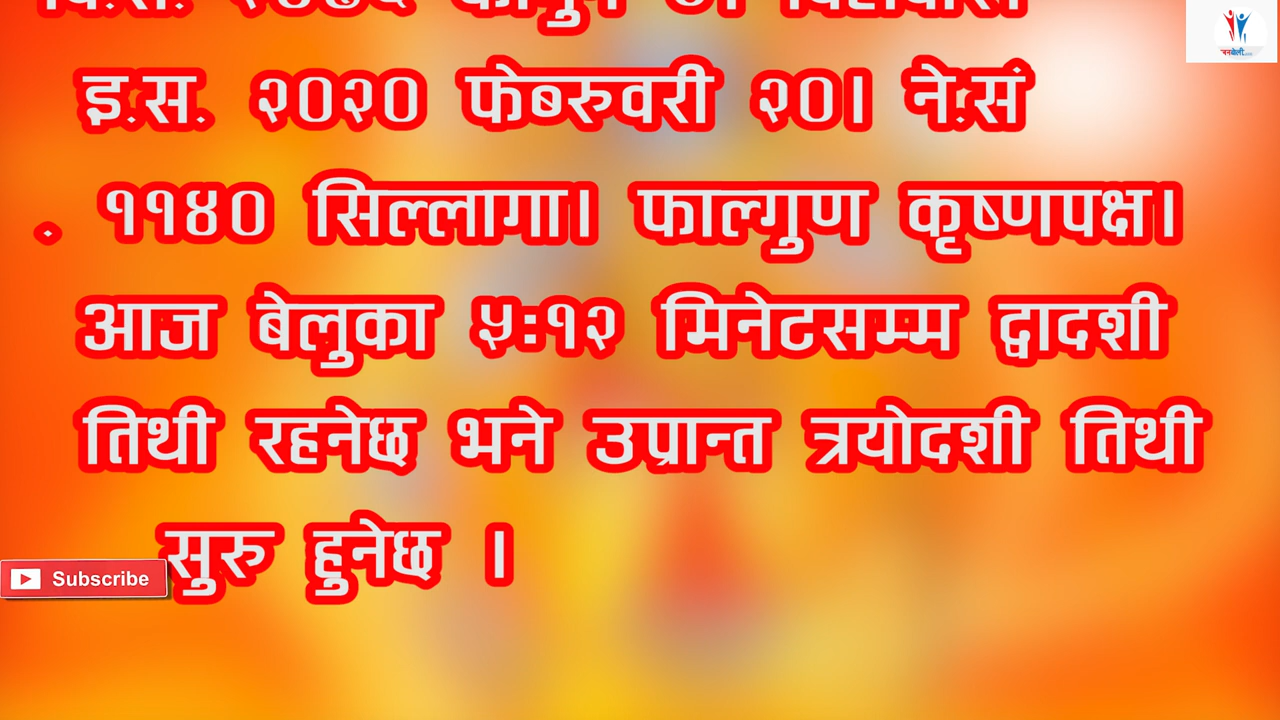 इ.स. २०२० फेब्रुवरी २०। ने.सं
. ११४० सिल्लागा। फाल्गुण कृष्णपक्ष।
आज बेलुका ५:१२ मिनेटसम्म द्वादशी
तिथी रहनेछ भने उप्रान्त त्रयोदशी तिथी
सुरु हुनेछ ।
Subscribe